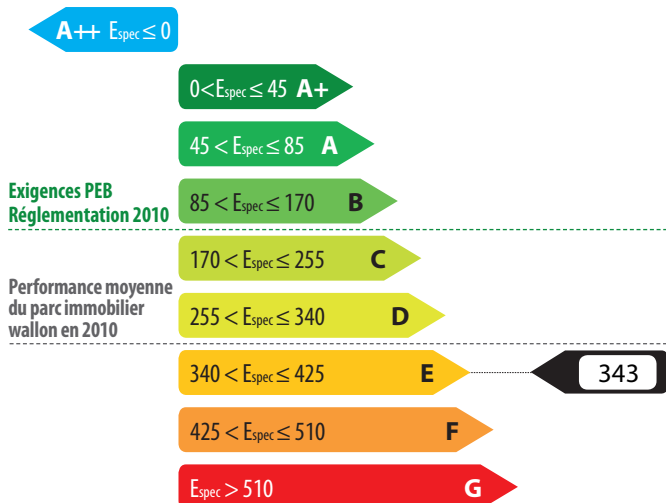 A++ Espec ≤ 0
0<Espec ≤ 45 A+
45 < Espec ≤ 85 A
Exigences PEB
Réglementation 2010
85 < Espec ≤ 170 B
170 < Espec ≤ 255 C
Performance moyenne
du parc immobilier
wallon en 2010
255 < Espec ≤ 340 D
340 < Espec ≤ 425 E 343
425 < Espec ≤ 510 F
Espec > 510 G